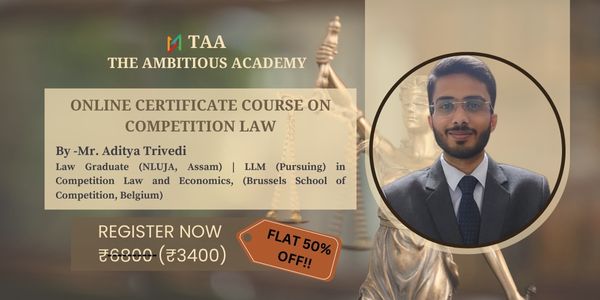 TAA
THE AMBITIOUS ACADEMY
ONLINE CERTIFICATE COURSE ON
COMPETITION LAW
By -Mr. Aditya Trivedi
Law Graduate (NLUJA, Assam) | LLM (Pursuing) in
Competition Law and Economics, (Brussels School of
Competition, Belgium)
REGISTER NOW
₹6800 (₹3400)
FLAT 50%
OFF!!